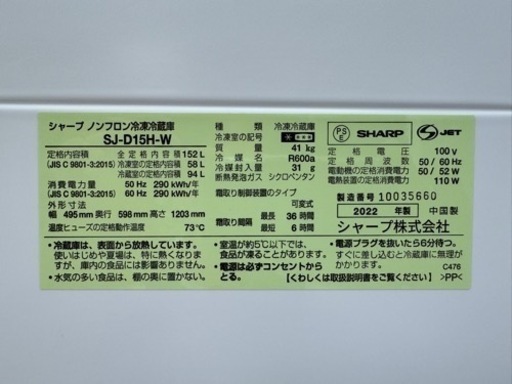 シャープ ノンフロン冷凍冷蔵庫
SJ-D15H-W
定格内容積 全定格内容積 152 L
(JIS C 9801-3:2015) 冷凍室の定格内容積 58 L
冷蔵室の定格内容積 94 L
消費電力量 50 Hz 290 kWh/年
(JIS C 9801-3:2015) 60 Hz 290 kWh/年
外形寸法
幅 495 mm 奥行 598 mm 高さ 1203 mm
温度ヒューズの定格動作温度 73℃
種類 冷凍冷蔵庫
冷凍室の記号
質量 41 kg
冷媒名 R600a
冷媒封入量 31 g
断熱発泡ガス シクロペンタン
霜取り制御装置のタイプ
可変式
霜取り間隔 最長 36 時間
最短 6 時間
PS
E
SHARP
JET
定格電圧 100 V
定格周波数 50 / 60 Hz
電動機の定格消費電力 50 / 52 W
電熱装置の定格消費電力 110 W
製造番号 10035660
2022 年製 中国製
シャープ株式会社
●冷蔵庫は、表面から放熱しています。
使いはじめや夏場は、特に熱くなりますが、庫内の食品には影響ありません。
●水気の多い食品は、棚の奥に置かない。
●室温が約5℃以下では、食品が凍ることがあります。
●電源は必ずコンセントからとる。
●電源プラグを抜いたら6分待つ。
すぐに差し込むと冷蔵庫に無理がかかります。
C476
【くわしくは取扱説明書をごらんください】 >PP<